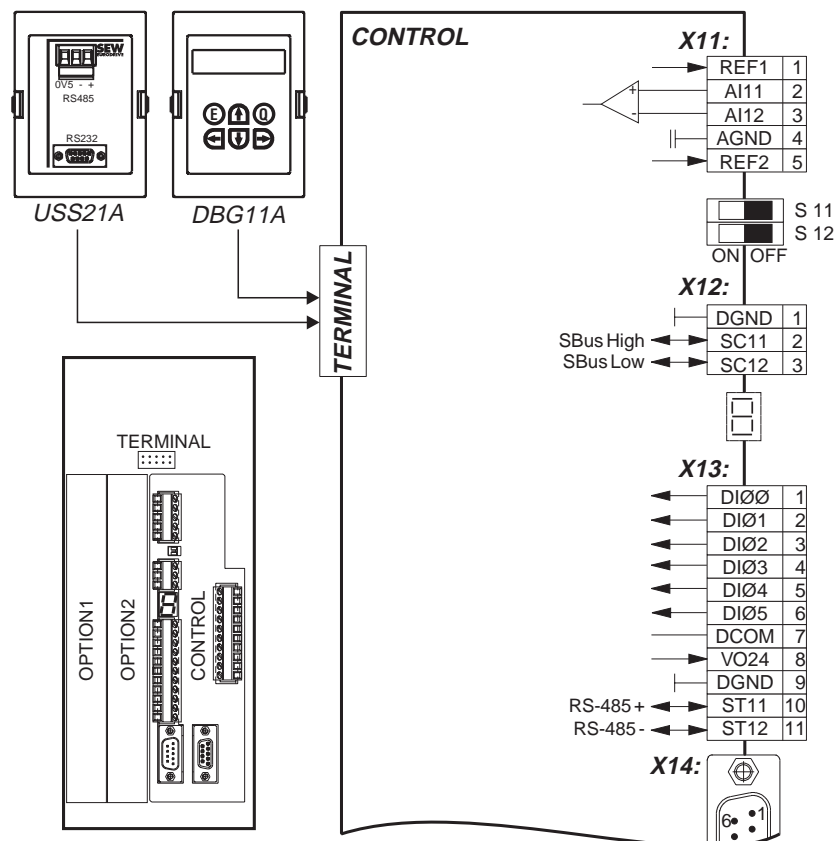 SEW
EURODRIVE
0V5 - +
RS485
RS232
USS21A
E
Q
DBG11A
TERMINAL
CONTROL
X11:
REF1 1
AI11 2
AI12 3
AGND 4
REF2 5
+
-
S 11
S 12
ON OFF
X12:
DGND 1
SBus High SC11 2
SBus Low SC12 3
X13:
DIØØ 1
DIØ1 2
DIØ2 3
DIØ3 4
DIØ4 5
DIØ5 6
DCOM 7
VO24 8
DGND 9
RS-485 + ST11 10
RS-485 - ST12 11
X14:
6 1
TERMINAL
OPTION1
OPTION2
CONTROL